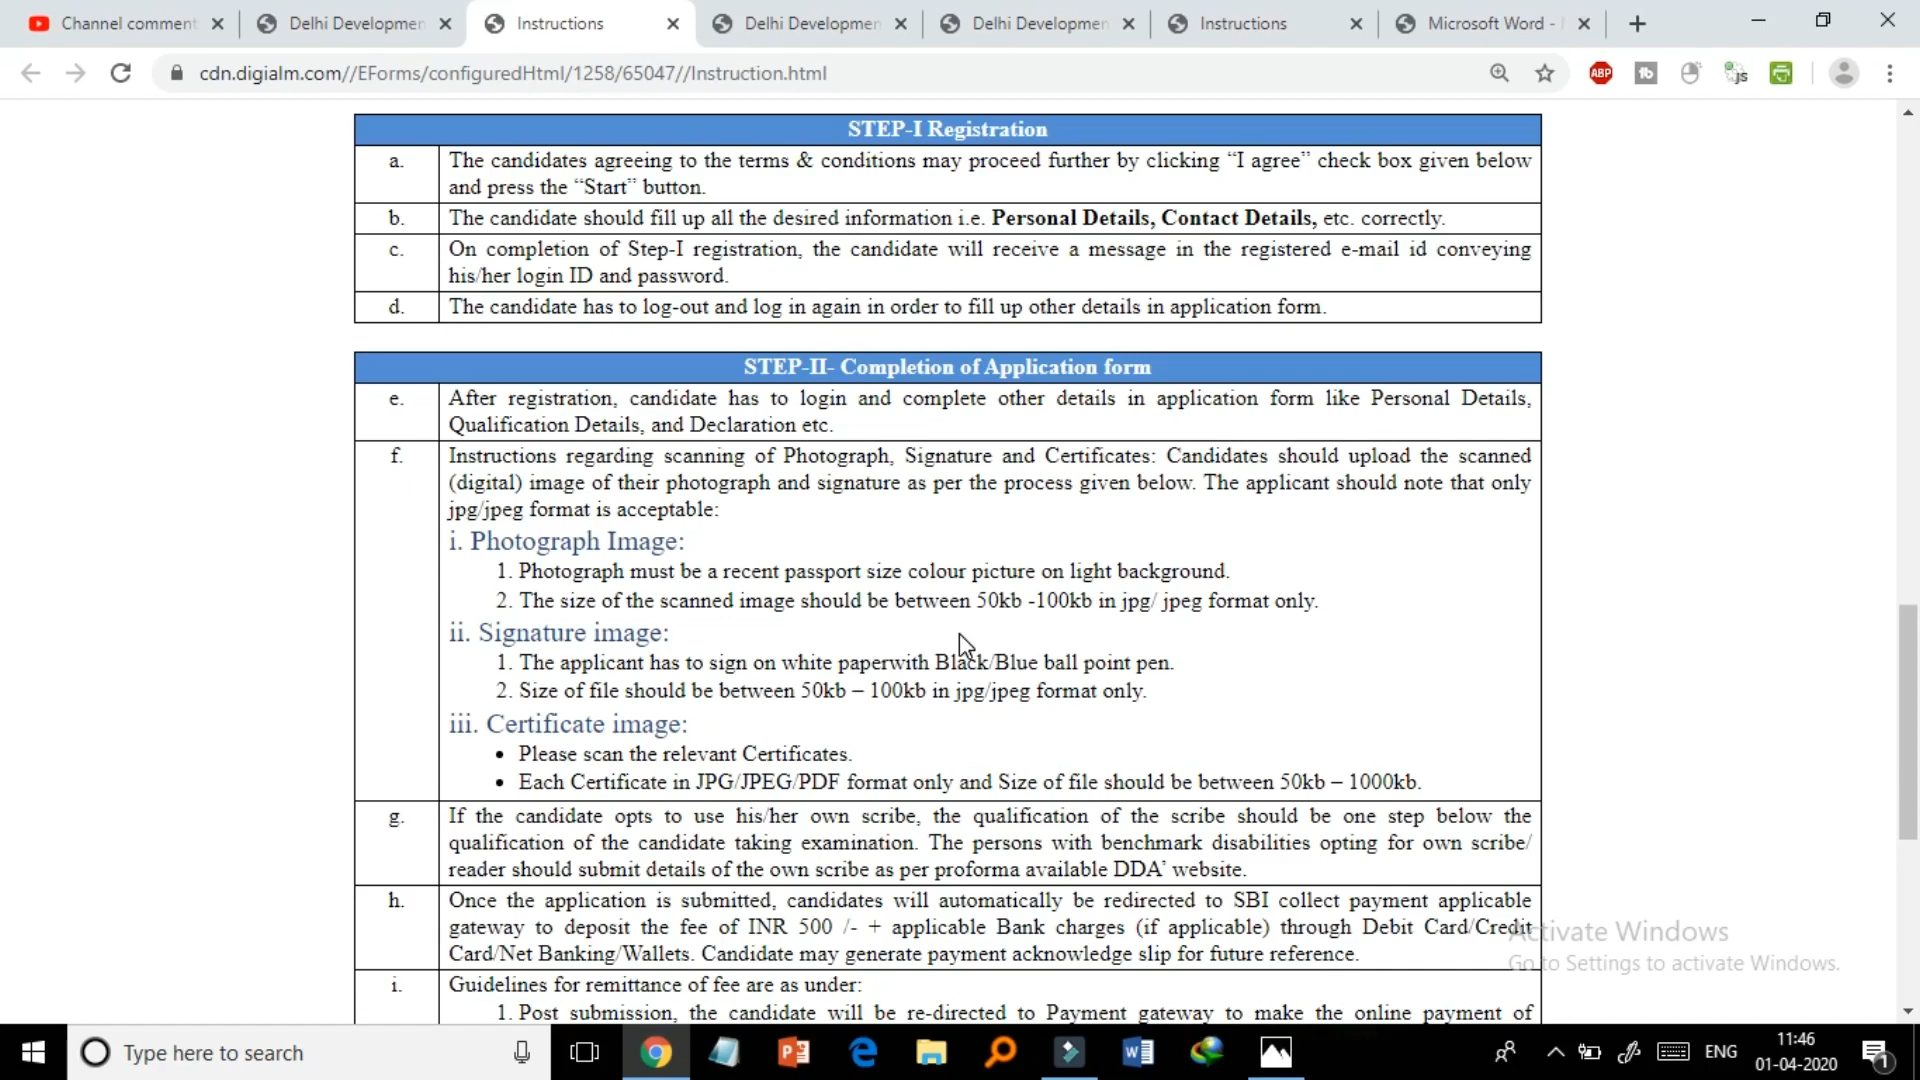 Channel comment
Delhi Developmen
Instructions
Delhi Developmen
Delhi Developmen
Instructions
Microsoft Word -
cdn.digialm.com//EForms/configuredHtml/1258/65047//Instruction.html
ABP
fb
js
STEP-I Registration
a. The candidates agreeing to the terms & conditions may proceed further by clicking “I agree” check box given below
and press the “Start” button.
b. The candidate should fill up all the desired information i.e. Personal Details, Contact Details, etc. correctly.
c. On completion of Step-I registration, the candidate will receive a message in the registered e-mail id conveying
his/her login ID and password.
d. The candidate has to log-out and log in again in order to fill up other details in application form.
STEP-II- Completion of Application form
e. After registration, candidate has to login and complete other details in application form like Personal Details,
Qualification Details, and Declaration etc.
f. Instructions regarding scanning of Photograph, Signature and Certificates: Candidates should upload the scanned
(digital) image of their photograph and signature as per the process given below. The applicant should note that only
jpg/jpeg format is acceptable:
i. Photograph Image:
1. Photograph must be a recent passport size colour picture on light background.
2. The size of the scanned image should be between 50kb -100kb in jpg/ jpeg format only.
ii. Signature image:
1. The applicant has to sign on white paperwith Black/Blue ball point pen.
2. Size of file should be between 50kb – 100kb in jpg/jpeg format only.
iii. Certificate image:
• Please scan the relevant Certificates.
• Each Certificate in JPG/JPEG/PDF format only and Size of file should be between 50kb – 1000kb.
g. If the candidate opts to use his/her own scribe, the qualification of the scribe should be one step below the
qualification of the candidate taking examination. The persons with benchmark disabilities opting for own scribe/
reader should submit details of the own scribe as per proforma available DDA’ website.
h. Once the application is submitted, candidates will automatically be redirected to SBI collect payment applicable
gateway to deposit the fee of INR 500 /- + applicable Bank charges (if applicable) through Debit Card/Credit
Card/Net Banking/Wallets. Candidate may generate payment acknowledge slip for future reference.
i. Guidelines for remittance of fee are as under:
1. Post submission, the candidate will be re-directed to Payment gateway to make the online payment of
Activate Windows
Go to Settings to activate Windows.
Type here to search
ENG
11:46
01-04-2020
1